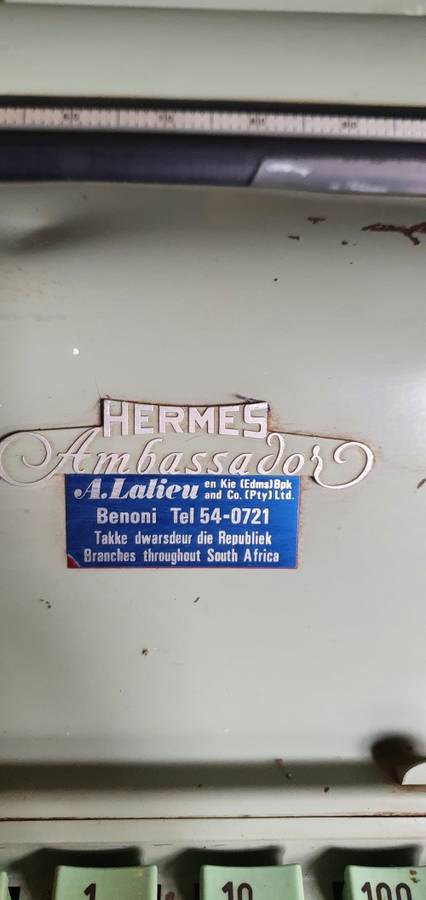 HERMES
Ambassador
A.Lalieu en Kie (Edms)Bpk
and Co. (Pty) Ltd.
Benoni Tel 54-0721
Takke dwarsdeur die Republiek
Branches throughout South Africa
1 10 100